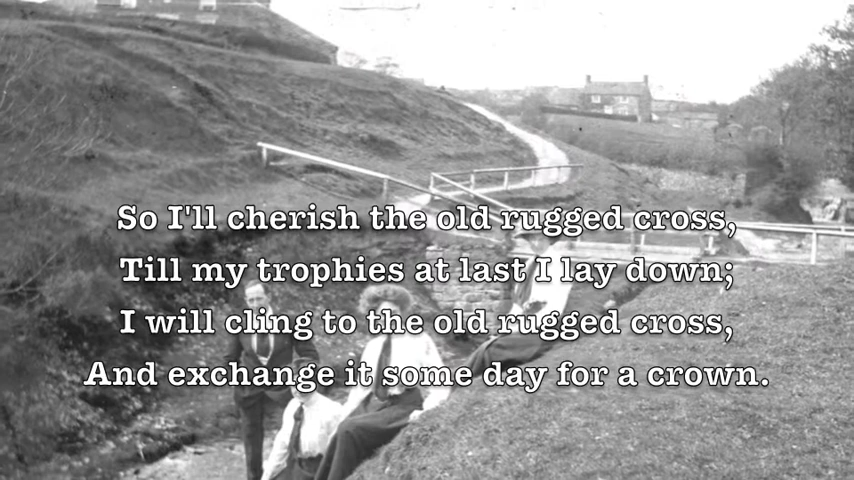 So I'll cherish the old rugged cross,
Till my trophies at last I lay down;
I will cling to the old rugged cross,
And exchange it some day for a crown.